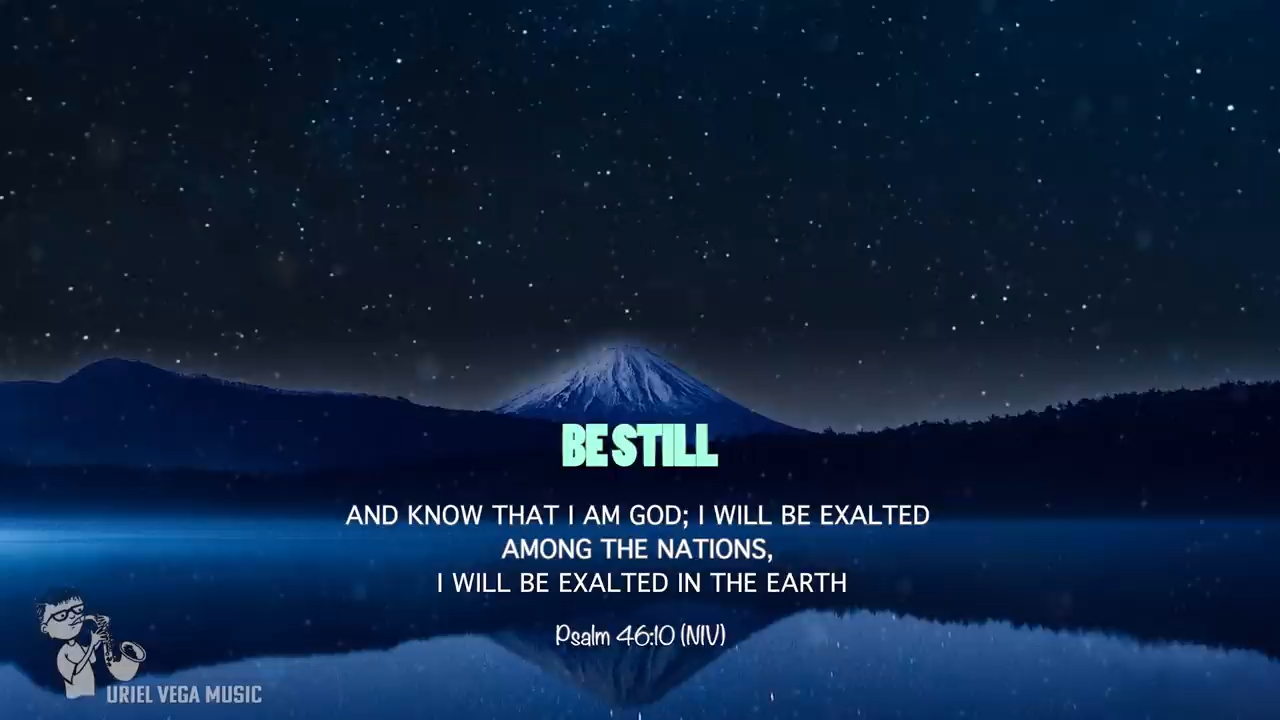 BE STILL
AND KNOW THAT I AM GOD; I WILL BE EXALTED
AMONG THE NATIONS,
I WILL BE EXALTED IN THE EARTH
Psalm 46:10 (NIV)
URIEL VEGA MUSIC